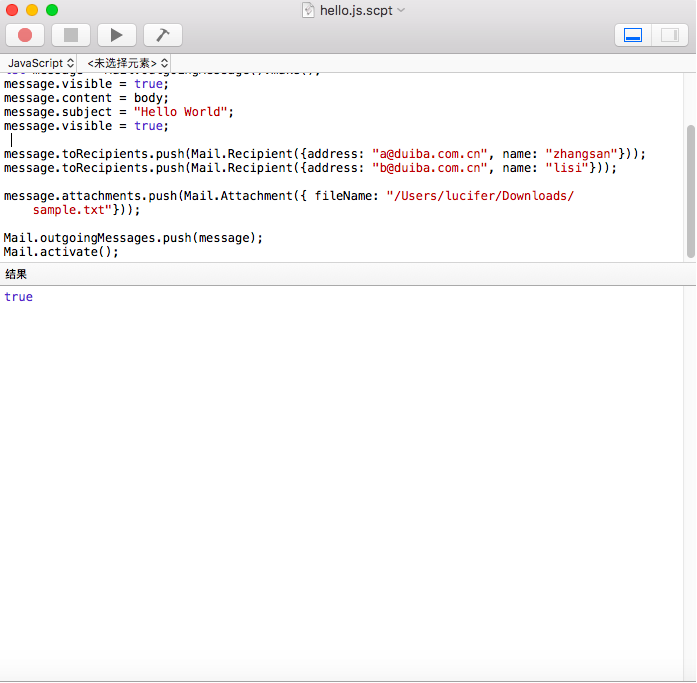 hello.js.scpt
JavaScript <未选择元素>
message.visible = true;
message.content = body;
message.subject = "Hello World";
message.visible = true;
message.toRecipients.push(Mail.Recipient({address: "a@duiba.com.cn", name: "zhangsan"}));
message.toRecipients.push(Mail.Recipient({address: "b@duiba.com.cn", name: "lisi"}));
message.attachments.push(Mail.Attachment({ fileName: "/Users/lucifer/Downloads/
sample.txt"}));
Mail.outgoingMessages.push(message);
Mail.activate();
结果
true